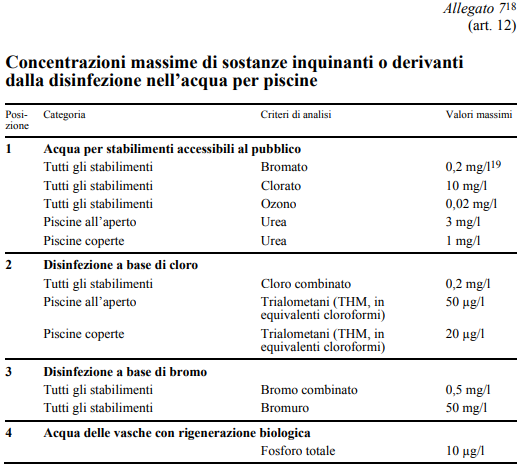 Allegato 7¹⁸
(art. 12)
Concentrazioni massime di sostanze inquinanti o derivanti
dalla disinfezione nell’acqua per piscine
Posi-
zione Categoria Criteri di analisi Valori massimi
1 Acqua per stabilimenti accessibili al pubblico
Tutti gli stabilimenti Bromato 0,2 mg/l¹⁹
Tutti gli stabilimenti Clorato 10 mg/l
Tutti gli stabilimenti Ozono 0,02 mg/l
Piscine all’aperto Urea 3 mg/l
Piscine coperte Urea 1 mg/l
2 Disinfezione a base di cloro
Tutti gli stabilimenti Cloro combinato 0,2 mg/l
Piscine all’aperto Trialometani (THM, in 50 µg/l
equivalenti cloroformi)
Piscine coperte Trialometani (THM, in 20 µg/l
equivalenti cloroformi)
3 Disinfezione a base di bromo
Tutti gli stabilimenti Bromo combinato 0,5 mg/l
Tutti gli stabilimenti Bromuro 50 mg/l
4 Acqua delle vasche con rigenerazione biologica
Fosforo totale 10 µg/l